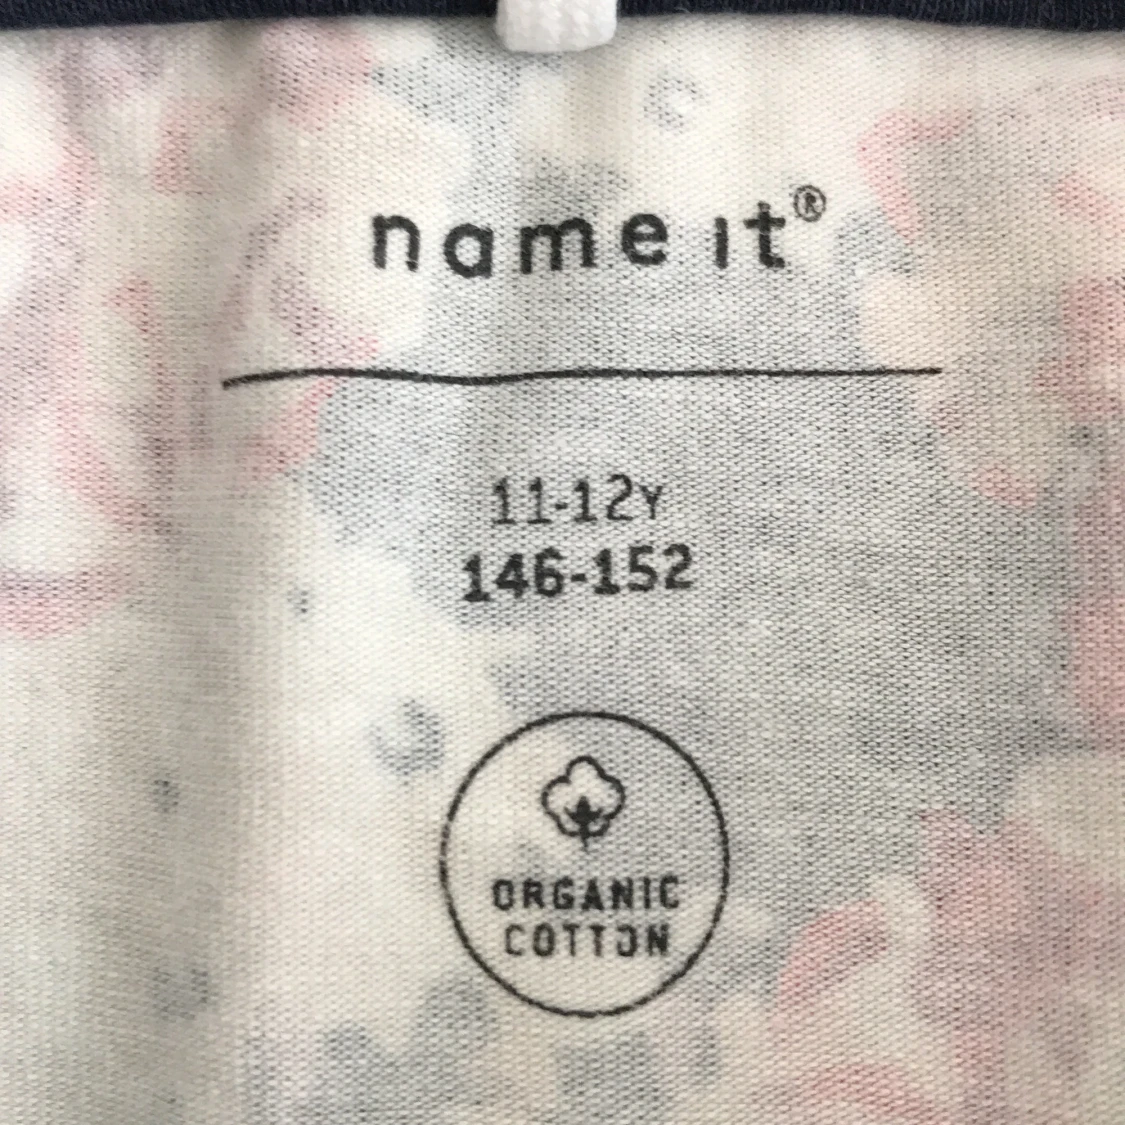 name it®
11-12Y
146-152
ORGANIC
COTTON